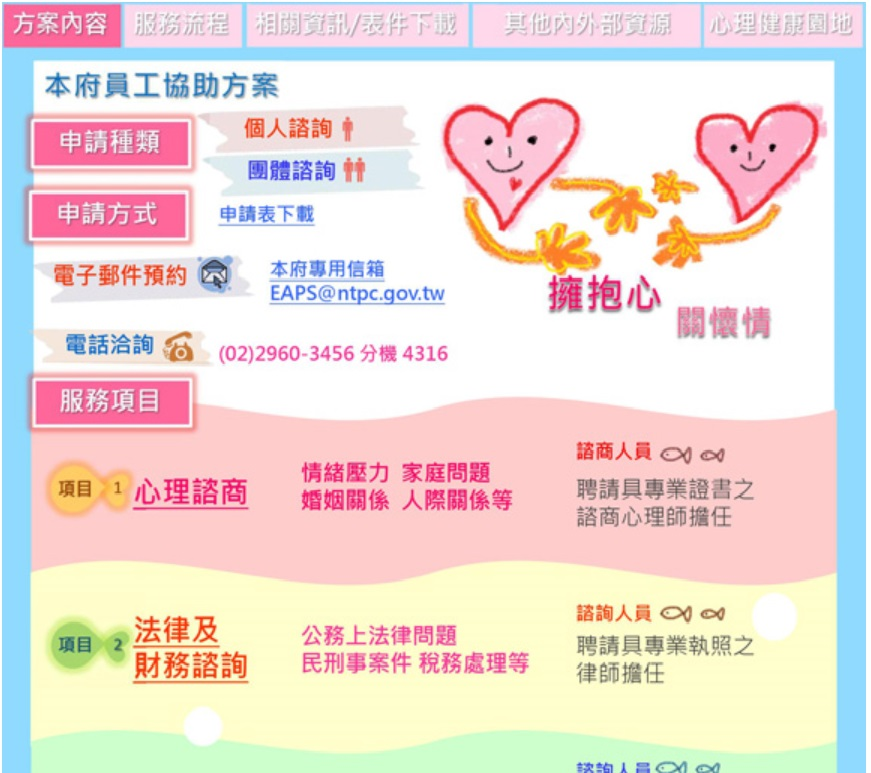 方案內容 服務流程 相關資訊/表件下載 其他內外部資源 心理健康園地
本府員工協助方案
申請種類
個人諮詢
團體諮詢
申請方式
申請表下載
電子郵件預約
本府專用信箱
EAPS@ntpc.gov.tw
擁抱心
關懷情
電話洽詢
(02)2960-3456 分機 4316
服務項目
項目 1
心理諮商
情緒壓力 家庭問題
婚姻關係 人際關係等
諮商人員
聘請具專業證書之
諮商心理師擔任
項目 2
法律及
財務諮詢
公務上法律問題
民刑事案件 稅務處理等
諮詢人員
聘請具專業執照之
律師擔任
諮詢人員